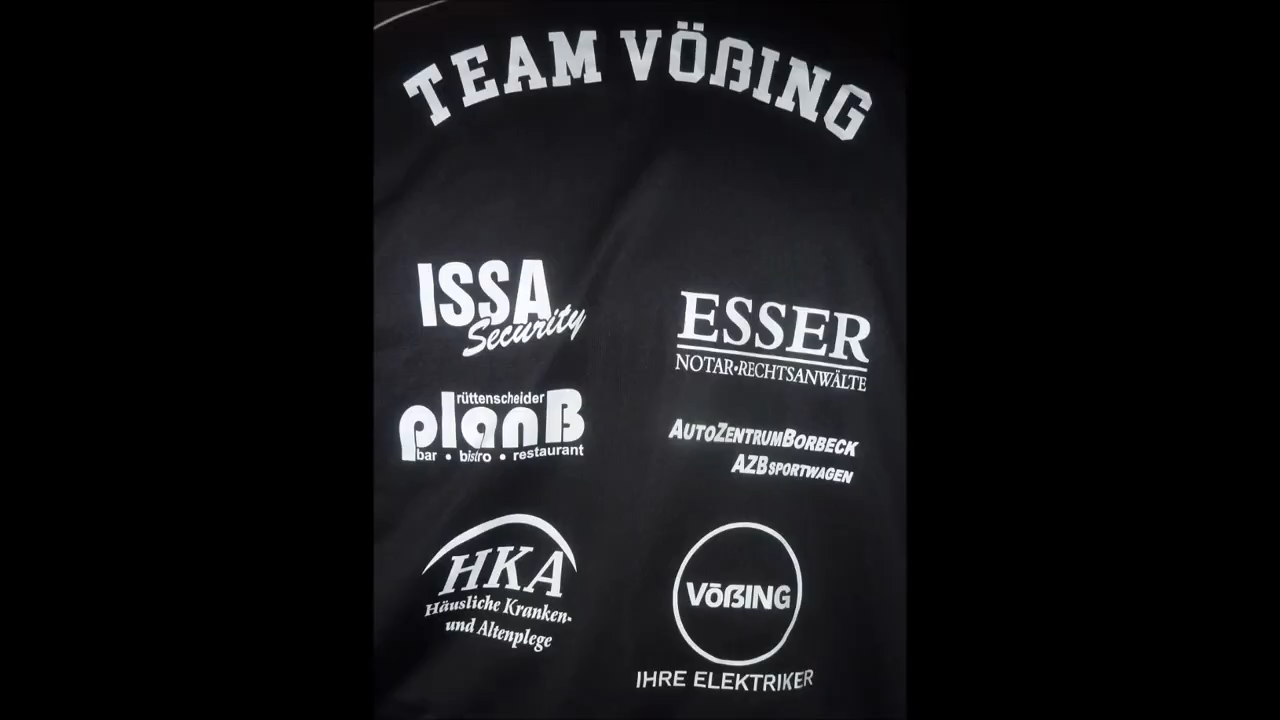 TEAM VÖßING
ISSA
Security
ESSER
NOTAR•RECHTSANWÄLTE
rüttenscheider
planB
bar • bistro • restaurant
AUTOZENTRUMBORBECK
AZB SPORTWAGEN
HKA
Häusliche Kranken-
und Altenplege
VÖßING
IHRE ELEKTRIKER